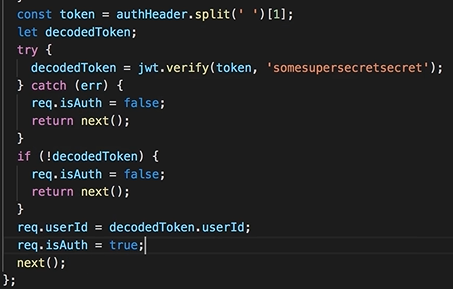 const token = authHeader.split(' ')[1];
let decodedToken;
try {
decodedToken = jwt.verify(token, 'somesupersecretsecret');
} catch (err) {
req.isAuth = false;
return next();
}
if (!decodedToken) {
req.isAuth = false;
return next();
}
req.userId = decodedToken.userId;
req.isAuth = true;
next();
};